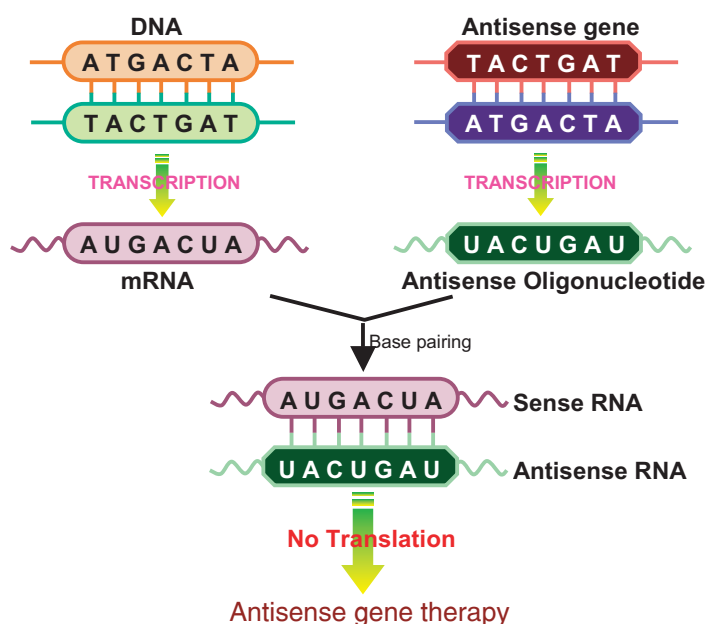 DNA
Antisense gene
ATGACTA
TACTGAT
TACTGAT
ATGACTA
TRANSCRIPTION
TRANSCRIPTION
AUGACUA
UACUGAU
mRNA
Antisense Oligonucleotide
Base pairing
AUGACUA
Sense RNA
UACUGAU
Antisense RNA
No Translation
Antisense gene therapy